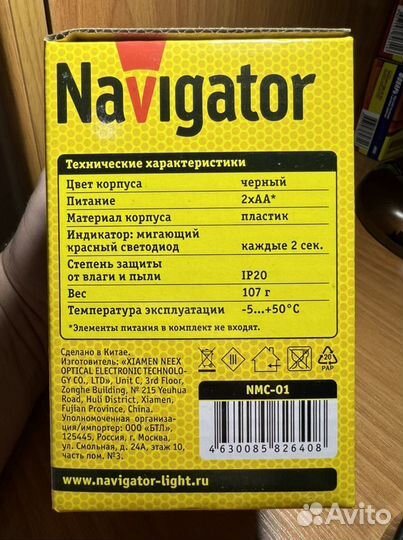 Navigator
Технические характеристики
Цвет корпуса черный
Питание 2xAA*
Материал корпуса пластик
Индикатор: мигающий
красный светодиод каждые 2 сек.
Степень защиты
от влаги и пыли IP20
Вес 107 г
Температура эксплуатации -5...+50°C
*Элементы питания в комплект не входят.
Сделано в Китае.
Изготовитель: «XIAMEN NEEX
OPTICAL ELECTRONIC TECHNOLO-
GY CO., LTD», Unit C, 3rd Floor,
Zonghe Building, № 215 Yeuhua
Road, Huli District, Xiamen,
Fujian Province, China.
Уполномоченная организа-
ция/импортер: ООО «БТЛ»
125445, Россия, г. Москва,
ул. Смольная, д. 24А, этаж 10,
часть пом. №3.
20
PAP
NMC-01
4630085826408
www.navigator-light.ru
Avito